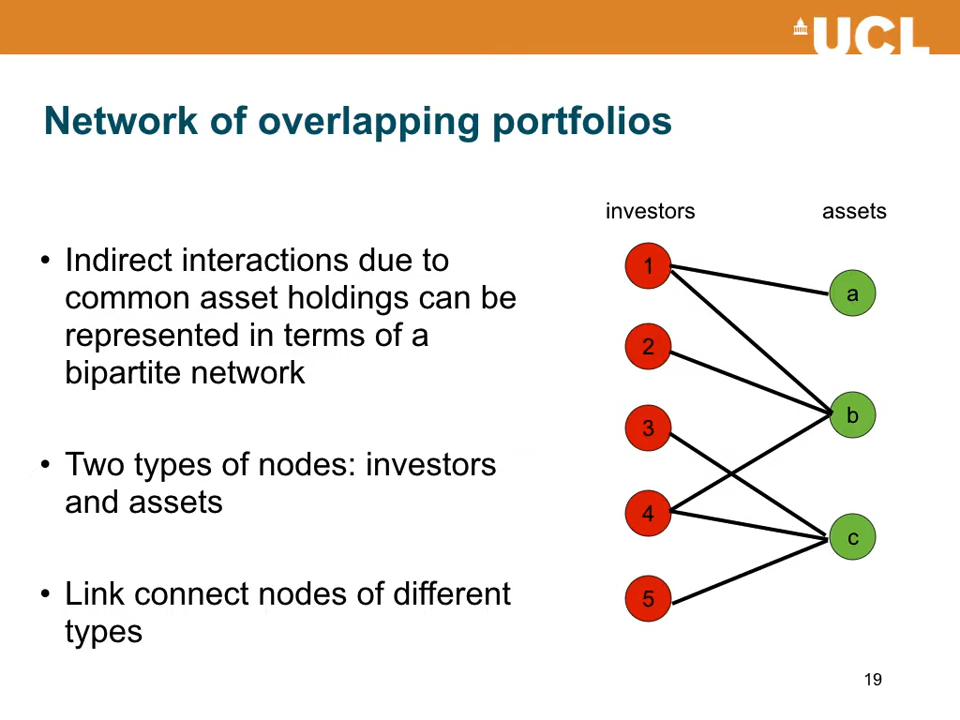 UCL
Network of overlapping portfolios
investors
assets
• Indirect interactions due to
common asset holdings can be
represented in terms of a
bipartite network
• Two types of nodes: investors
and assets
• Link connect nodes of different
types
1
2
3
4
5
a
b
c
19